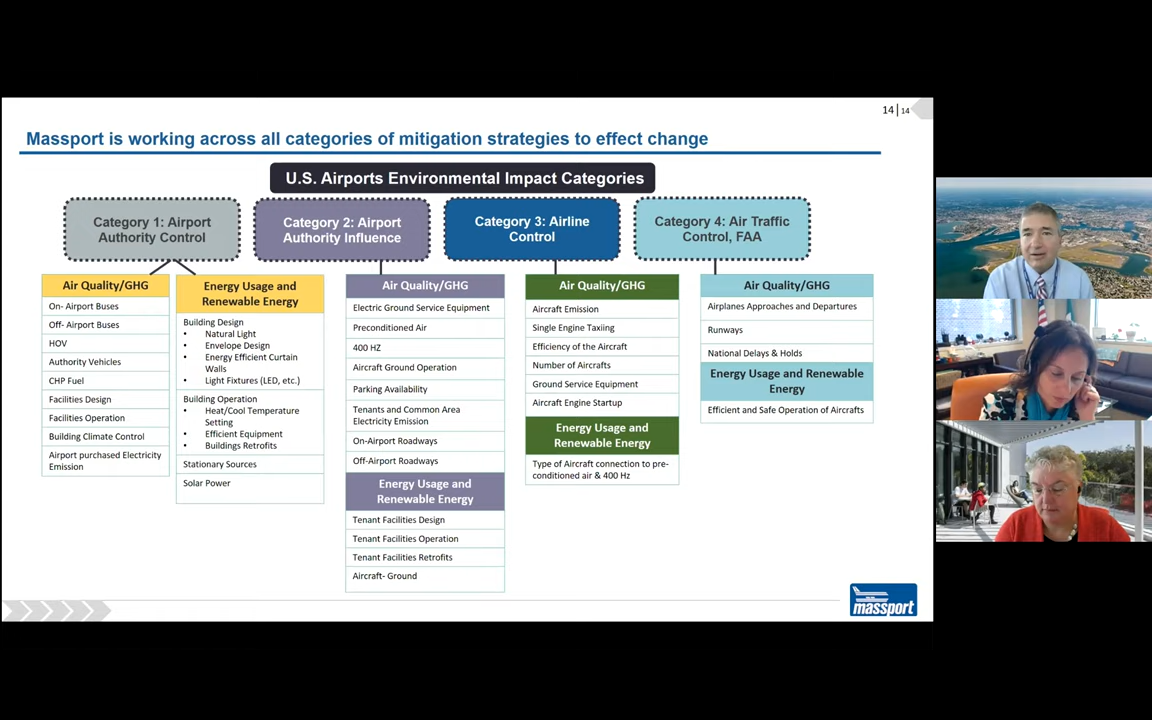 14 | 14
Massport is working across all categories of mitigation strategies to effect change
U.S. Airports Environmental Impact Categories
Category 1: Airport
Authority Control
Category 2: Airport
Authority Influence
Category 3: Airline
Control
Category 4: Air Traffic
Control, FAA
Air Quality/GHG
On- Airport Buses
Off- Airport Buses
HOV
Authority Vehicles
CHP Fuel
Facilities Design
Facilities Operation
Building Climate Control
Airport purchased Electricity
Emission
Energy Usage and
Renewable Energy
Building Design
• Natural Light
• Envelope Design
• Energy Efficient Curtain
Walls
• Light Fixtures (LED, etc.)
Building Operation
• Heat/Cool Temperature
Setting
• Efficient Equipment
• Buildings Retrofits
Stationary Sources
Solar Power
Air Quality/GHG
Electric Ground Service Equipment
Preconditioned Air
400 HZ
Aircraft Ground Operation
Parking Availability
Tenants and Common Area
Electricity Emission
On-Airport Roadways
Off-Airport Roadways
Energy Usage and
Renewable Energy
Tenant Facilities Design
Tenant Facilities Operation
Tenant Facilities Retrofits
Aircraft- Ground
Air Quality/GHG
Aircraft Emission
Single Engine Taxiing
Efficiency of the Aircraft
Number of Aircrafts
Ground Service Equipment
Aircraft Engine Startup
Energy Usage and
Renewable Energy
Type of Aircraft connection to pre-
conditioned air & 400 Hz
Air Quality/GHG
Airplanes Approaches and Departures
Runways
National Delays & Holds
Energy Usage and Renewable
Energy
Efficient and Safe Operation of Aircrafts
massport